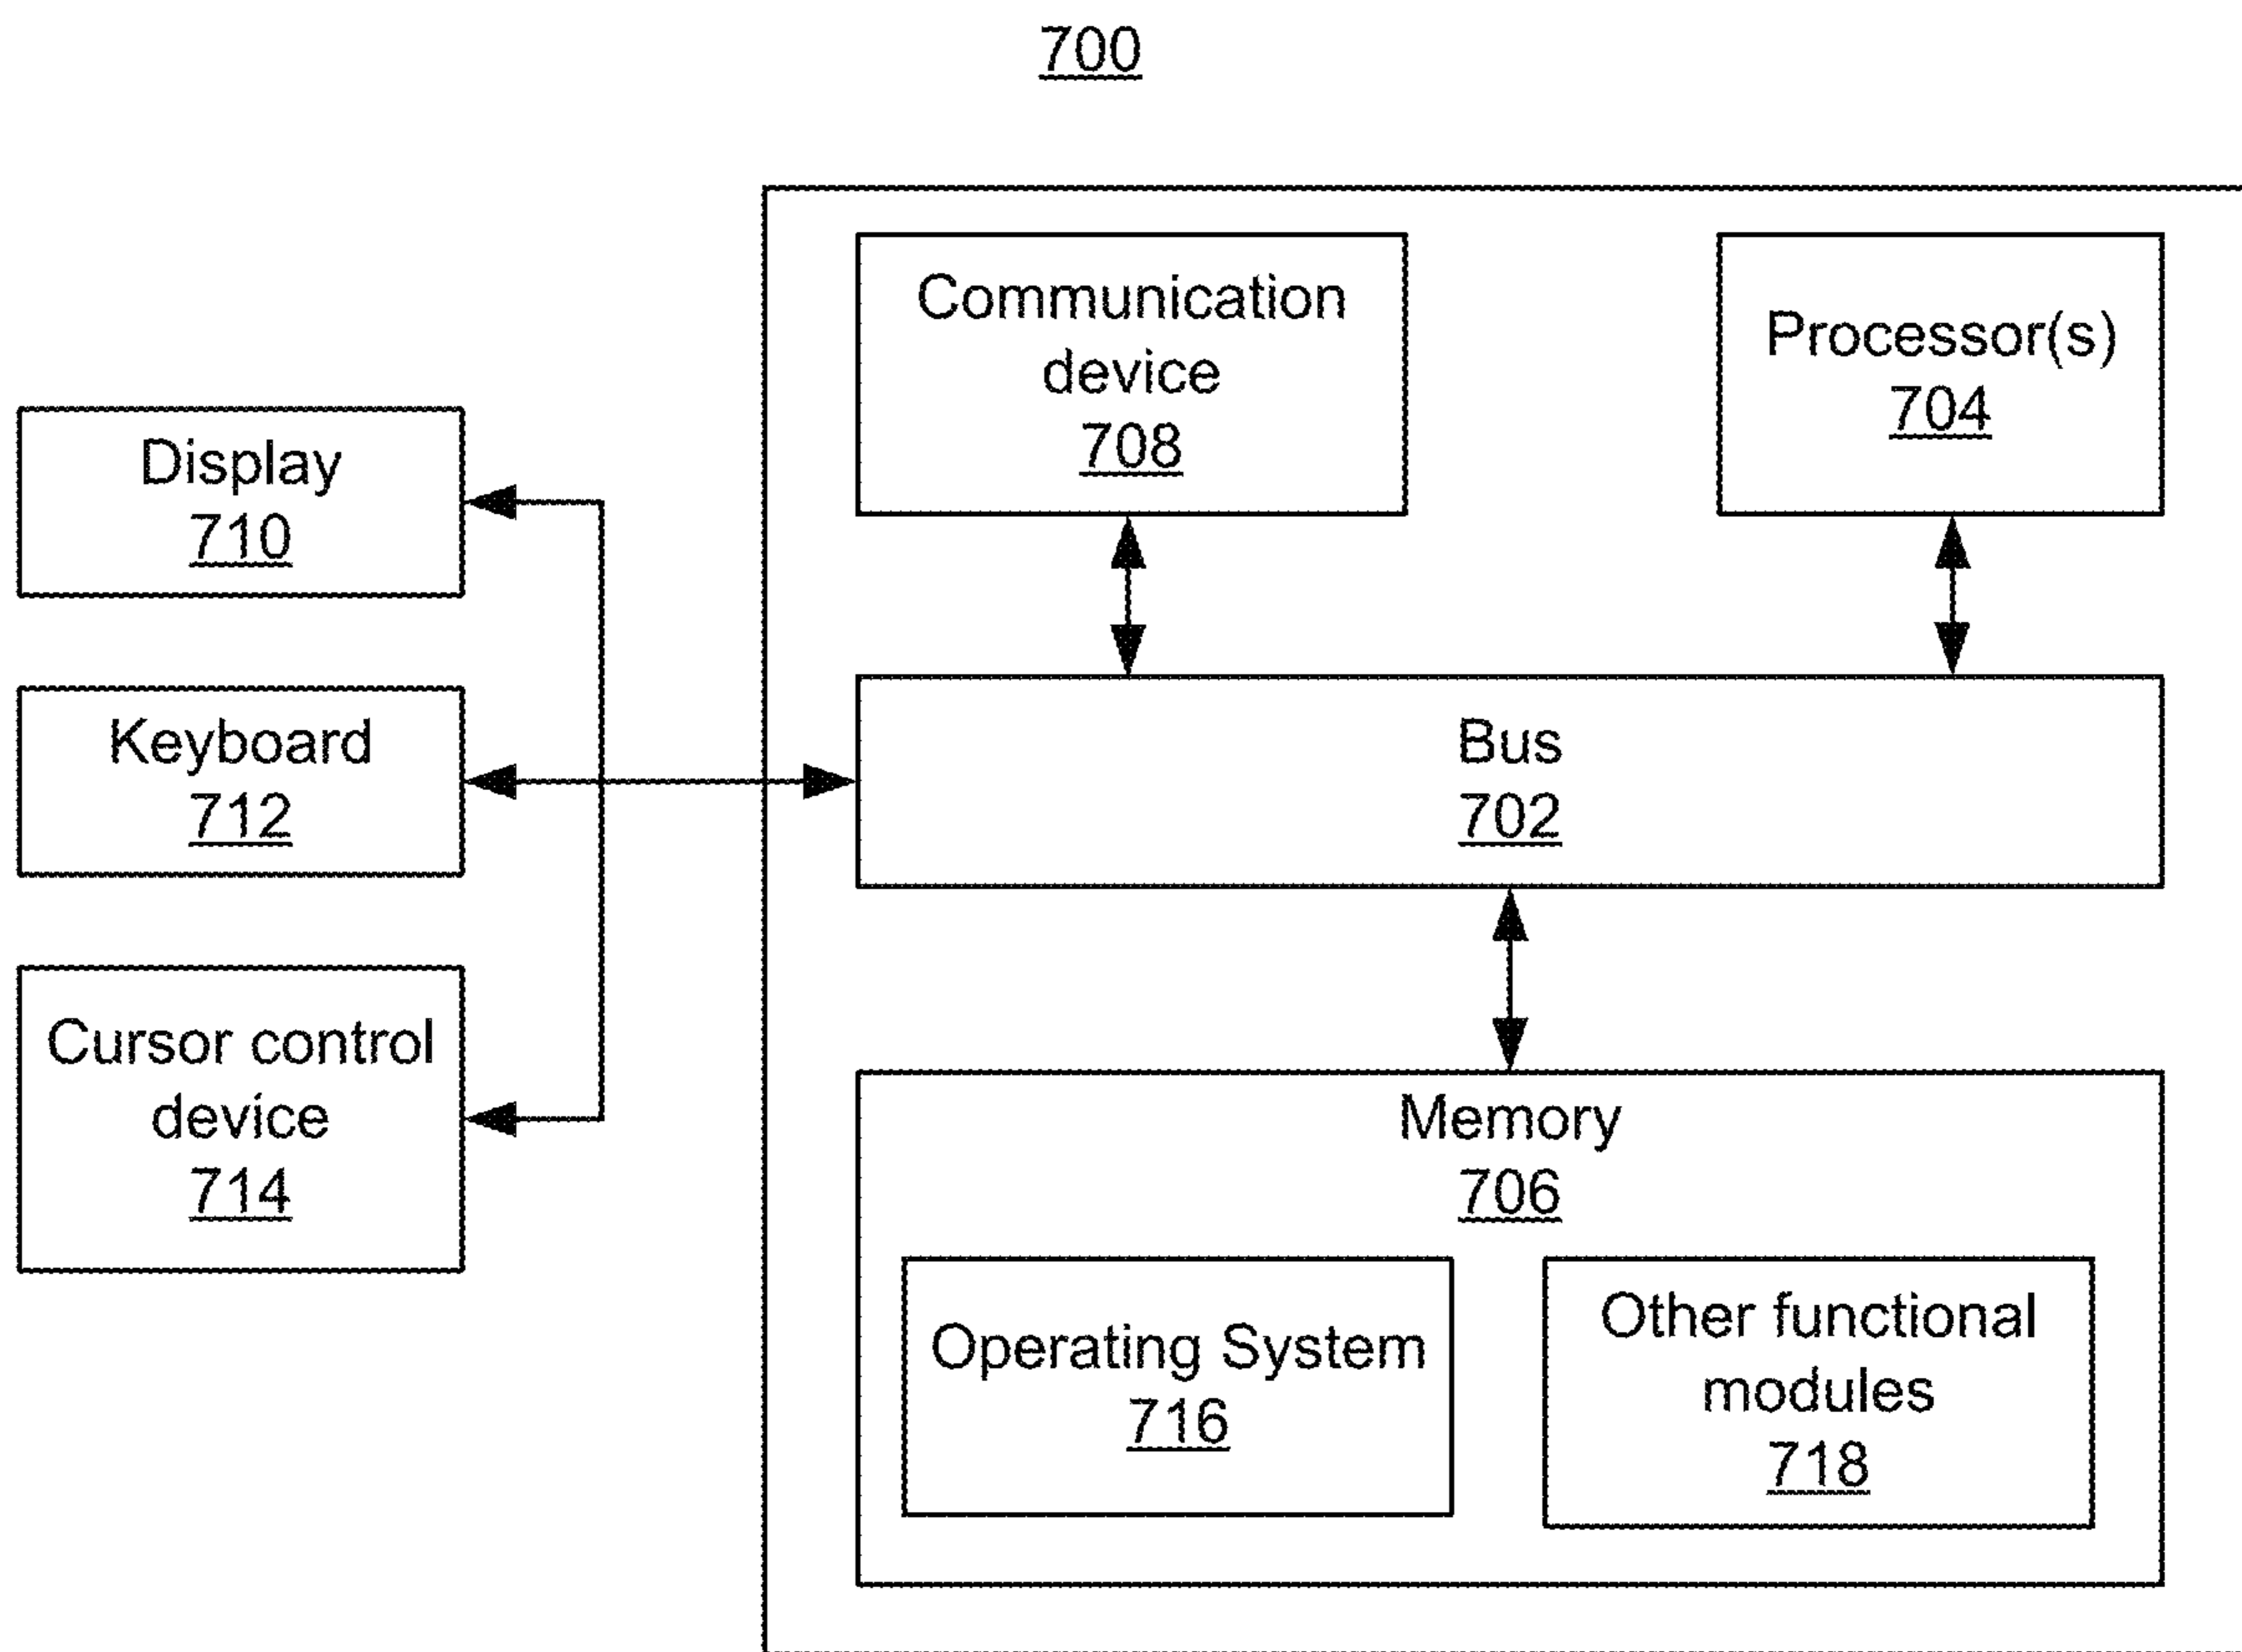 700
Communication
device
708
Processor(s)
704
Display
710
Keyboard
712
Bus
702
Cursor control
device
714
Memory
706
Operating System
716
Other functional
modules
718